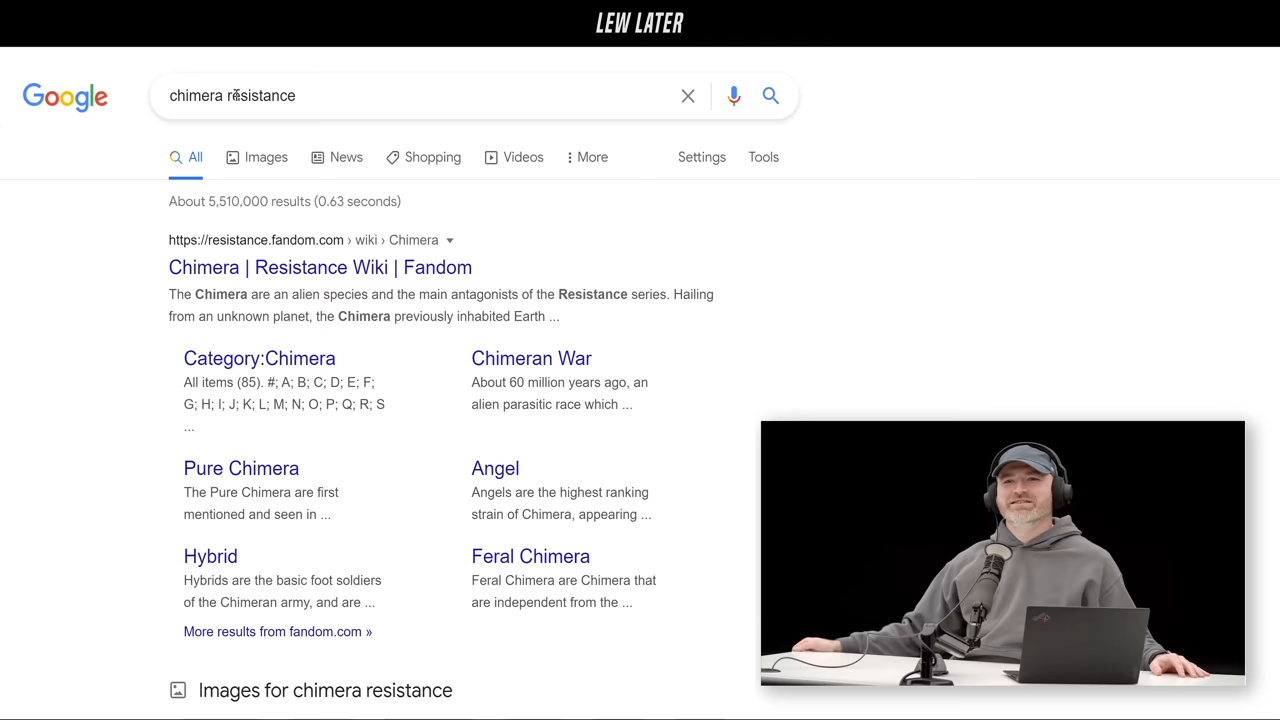 LEW LATER
Google
chimera resistance
All Images News Shopping Videos More Settings Tools
About 5,510,000 results (0.63 seconds)
https://resistance.fandom.com › wiki › Chimera
Chimera | Resistance Wiki | Fandom
The Chimera are an alien species and the main antagonists of the Resistance series. Hailing
from an unknown planet, the Chimera previously inhabited Earth ...
Category:Chimera
All items (85). #; A; B; C; D; E; F;
G; H; I; J; K; L; M; N; O; P; Q; R; S
...
Chimeran War
About 60 million years ago, an
alien parasitic race which ...
Pure Chimera
The Pure Chimera are first
mentioned and seen in ...
Angel
Angels are the highest ranking
strain of Chimera, appearing ...
Hybrid
Hybrids are the basic foot soldiers
of the Chimeran army, and are ...
Feral Chimera
Feral Chimera are Chimera that
are independent from the ...
More results from fandom.com »
Images for chimera resistance